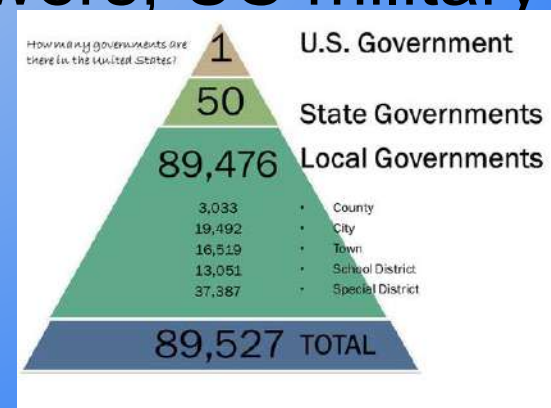 US military
How many governments are
there in the United States?
1 U.S. Government
50 State Governments
89,476 Local Governments
3,033 • County
19,492 • City
16,519 • Town
13,051 • School District
37,387 • Special District
89,527 TOTAL